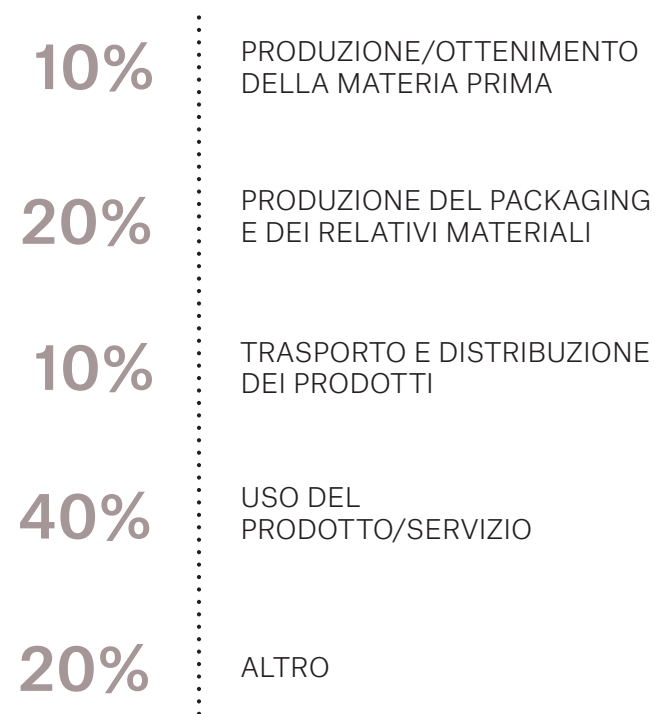 10%
PRODUZIONE/OTTENIMENTO
DELLA MATERIA PRIMA
20%
PRODUZIONE DEL PACKAGING
E DEI RELATIVI MATERIALI
10%
TRASPORTO E DISTRIBUZIONE
DEI PRODOTTI
40%
USO DEL
PRODOTTO/SERVIZIO
20%
ALTRO